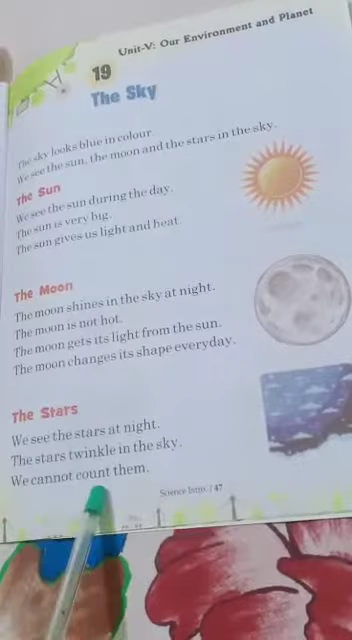 Unit-V: Our Environment and Planet
19
The Sky
The sky looks blue in colour
We see the sun, the moon and the stars in the sky.
The Sun
We see the sun during the day.
The sun is very big.
The sun gives us light and heat
The Moon
The moon shines in the sky at night.
The moon is not hot.
The moon gets its light from the sun.
The moon changes its shape everyday.
The Stars
We see the stars at night.
The stars twinkle in the sky.
We cannot count them.
Science Intro. / 47